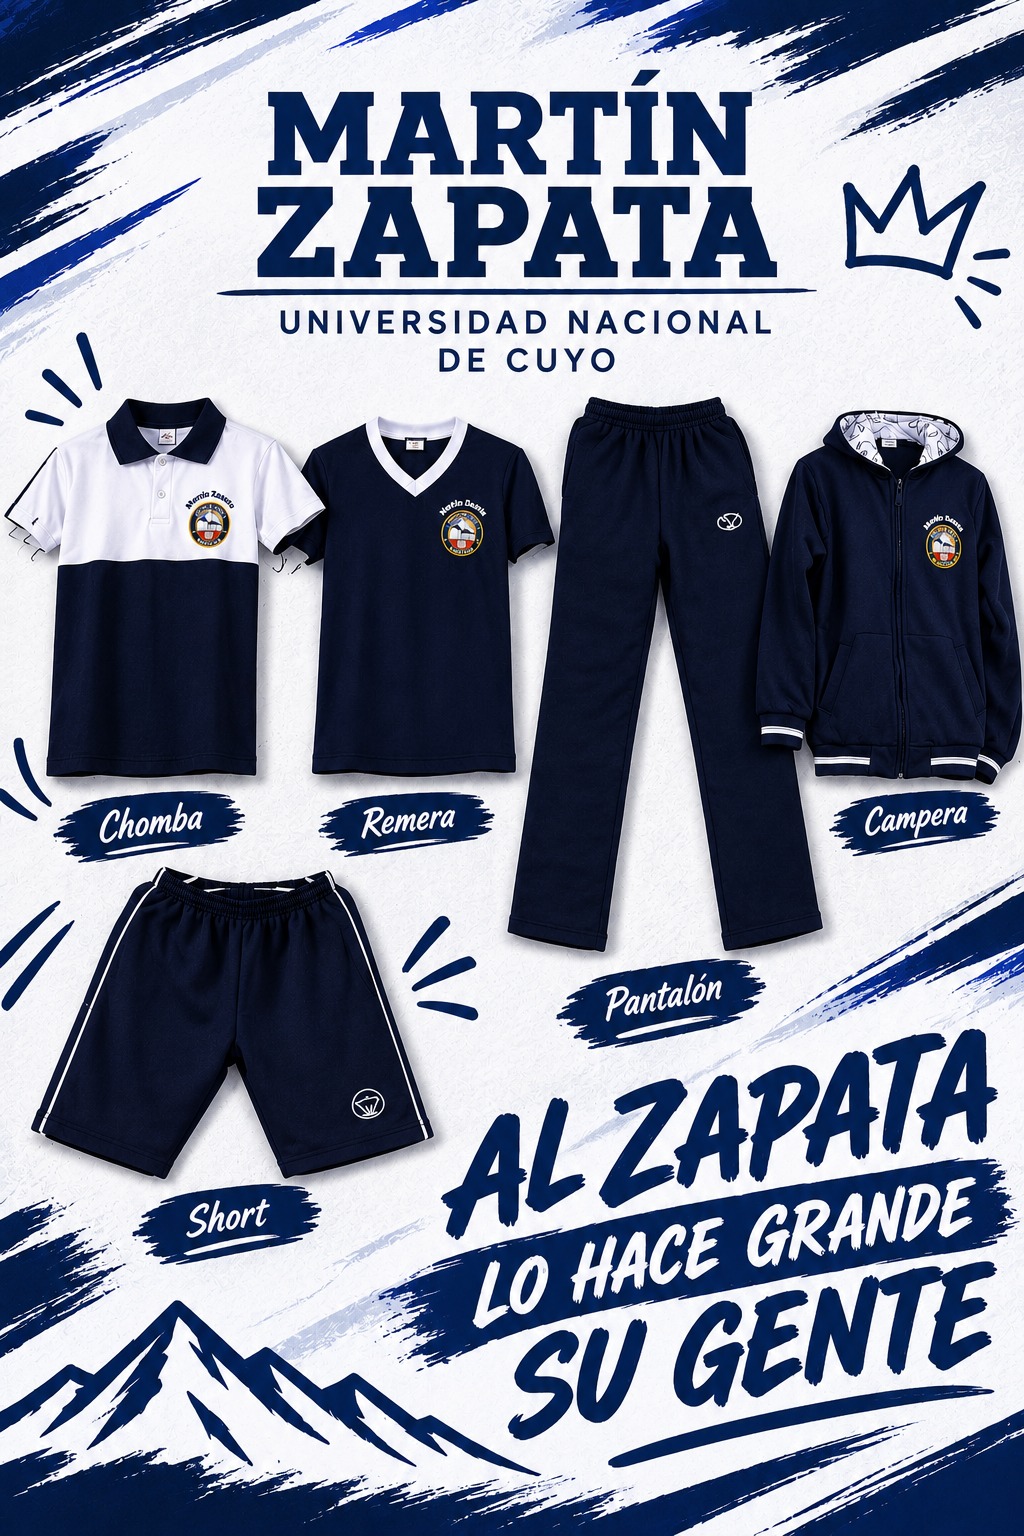 MARTÍN
ZAPATA
UNIVERSIDAD NACIONAL
DE CUYO
Chomba
Remera
Campera
Pantalón
Short
AL ZAPATA
LO HACE GRANDE
SU GENTE